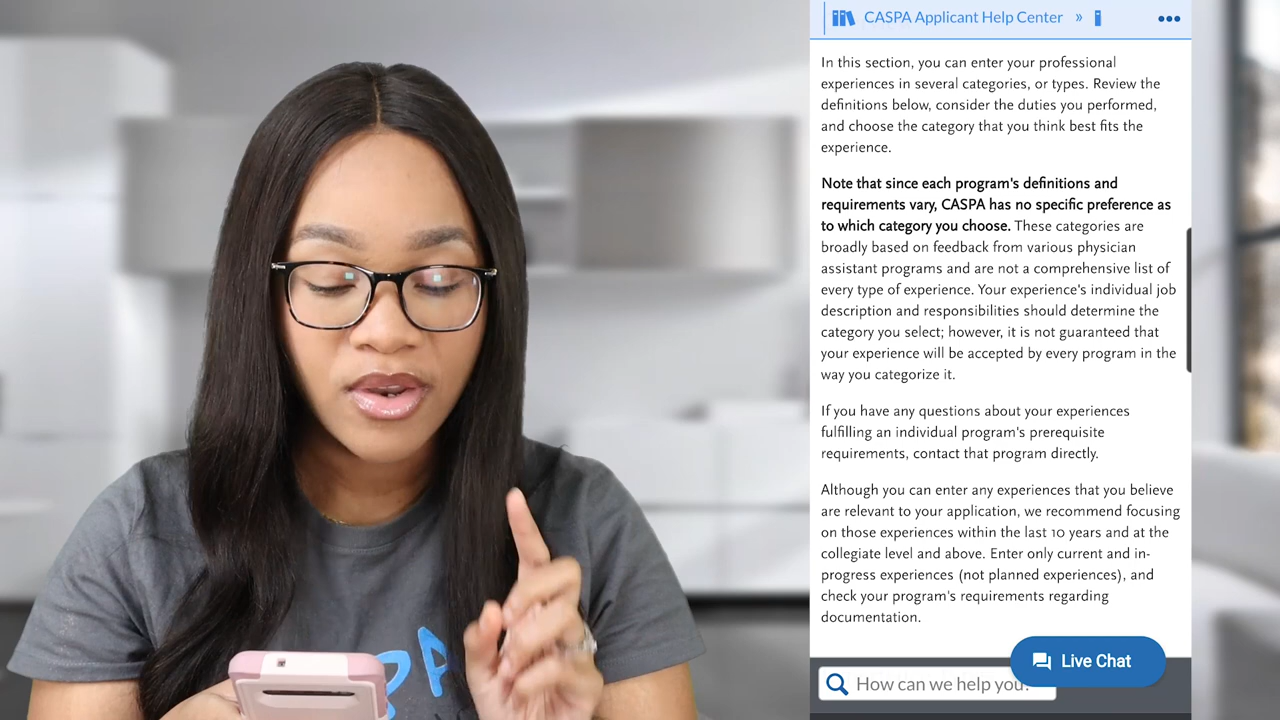 CASPA Applicant Help Center »
In this section, you can enter your professional
experiences in several categories, or types. Review the
definitions below, consider the duties you performed,
and choose the category that you think best fits the
experience.
Note that since each program's definitions and
requirements vary, CASPA has no specific preference as
to which category you choose. These categories are
broadly based on feedback from various physician
assistant programs and are not a comprehensive list of
every type of experience. Your experience's individual job
description and responsibilities should determine the
category you select; however, it is not guaranteed that
your experience will be accepted by every program in the
way you categorize it.
If you have any questions about your experiences
fulfilling an individual program's prerequisite
requirements, contact that program directly.
Although you can enter any experiences that you believe
are relevant to your application, we recommend focusing
on those experiences within the last 10 years and at the
collegiate level and above. Enter only current and in-
progress experiences (not planned experiences), and
check your program's requirements regarding
documentation.
Live Chat
How can we help you?
PA